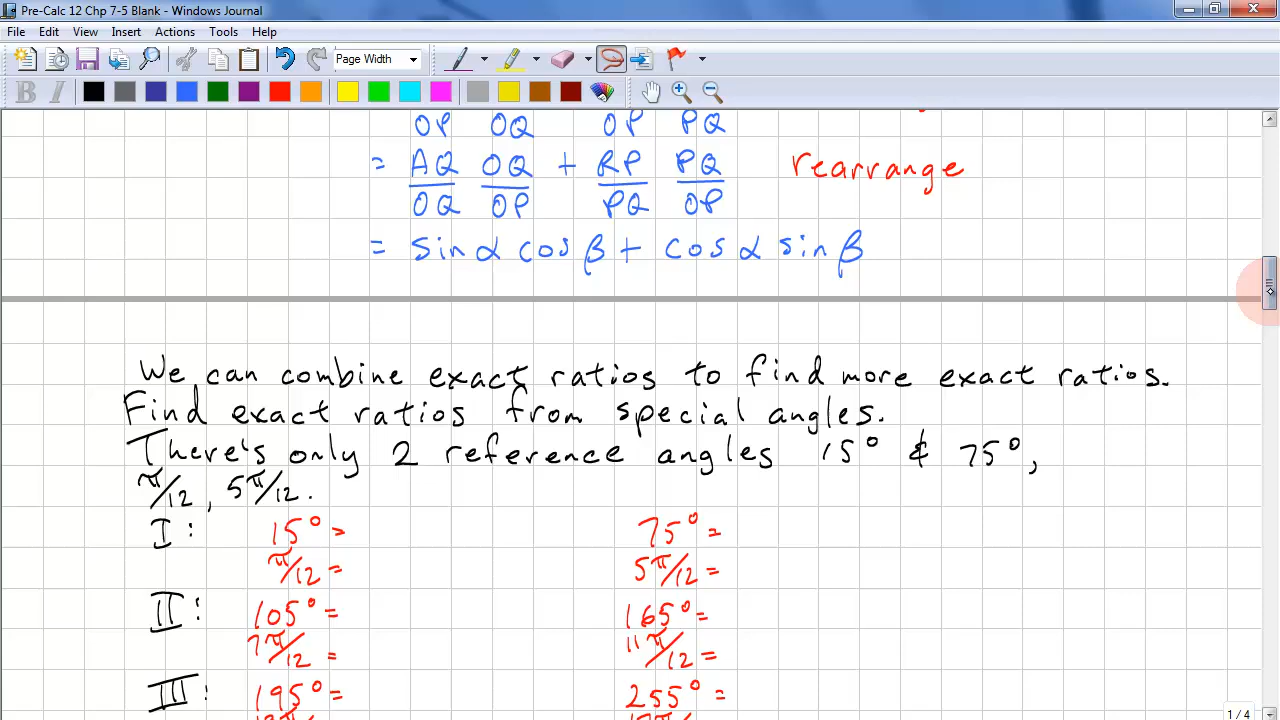 Pre-Calc 12 Chp 7-5 Blank - Windows Journal
File Edit View Insert Actions Tools Help
Page Width
B I
OP OQ OP PQ
= AQ OQ + RP PQ rearrange
OQ OP PQ OP
= sin α cos β + cos α sin β
We can combine exact ratios to find more exact ratios.
Find exact ratios from special angles.
There's only 2 reference angles 15° & 75°,
π/12, 5π/12.
I: 15° = 75° =
π/12 = 5π/12 =
II: 105° = 165° =
7π/12 = 11π/12 =
III: 195° = 255° =
1/4